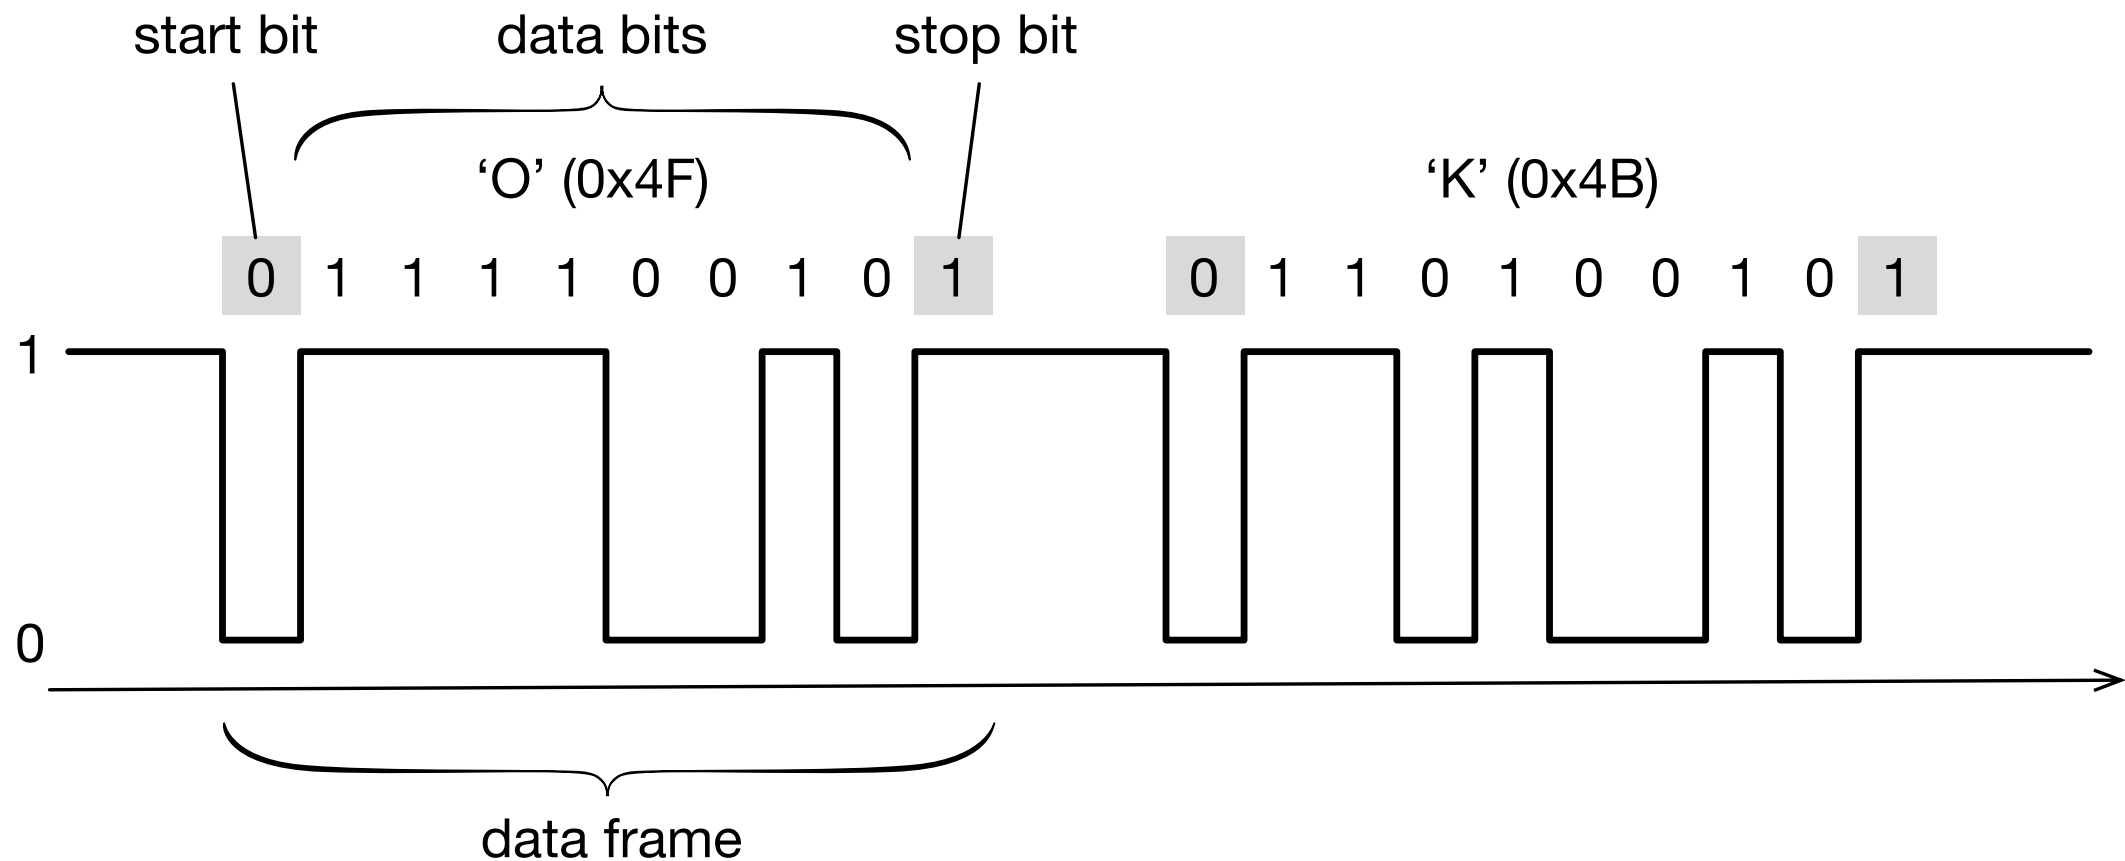 start bit data bits stop bit
‘O’ (0x4F) ‘K’ (0x4B)
0 1 1 1 1 0 0 1 0 1 0 1 1 0 1 0 0 1 0 1
1
0
data frame